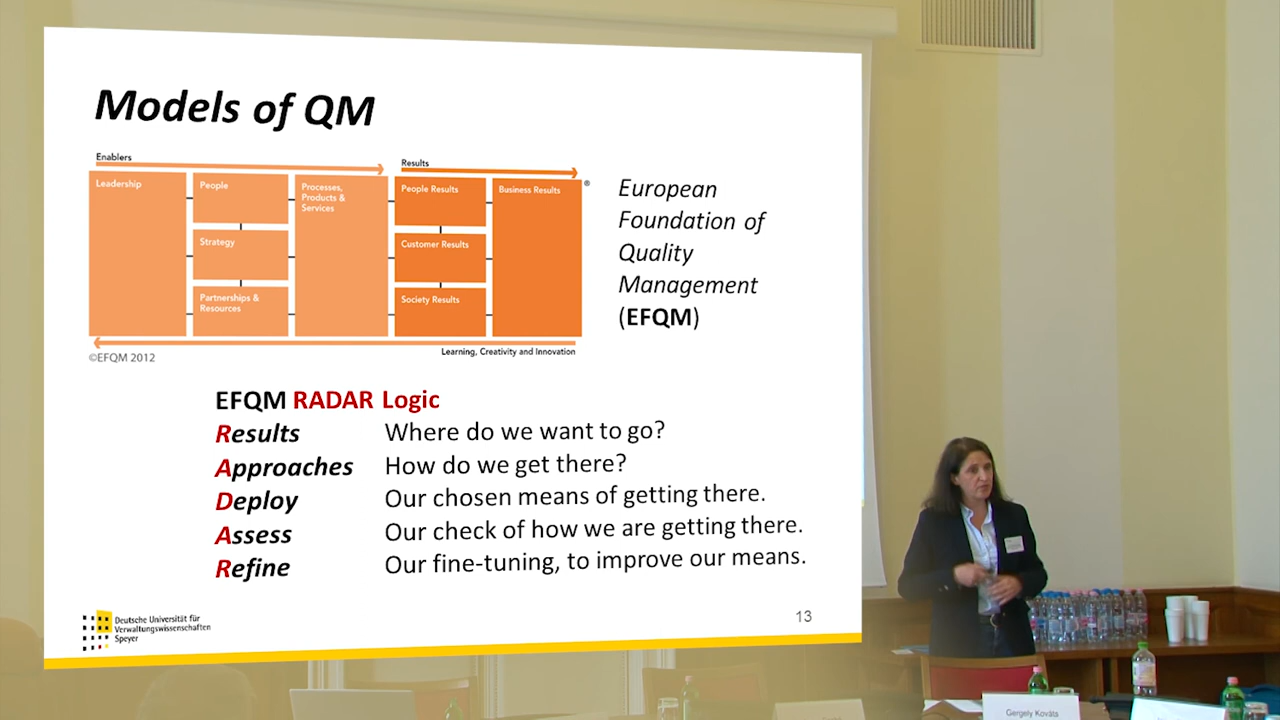 Models of QM
Enablers
Results
Leadership
People
Processes,
Products &
Services
People Results
Business Results
®
Strategy
Customer Results
Partnerships &
Resources
Society Results
©EFQM 2012
Learning, Creativity and Innovation
European
Foundation of
Quality
Management
(EFQM)
EFQM RADAR Logic
Results Where do we want to go?
Approaches How do we get there?
Deploy Our chosen means of getting there.
Assess Our check of how we are getting there.
Refine Our fine-tuning, to improve our means.
Deutsche Universität für
Verwaltungswissenschaften
Speyer
13
Gergely Kováts